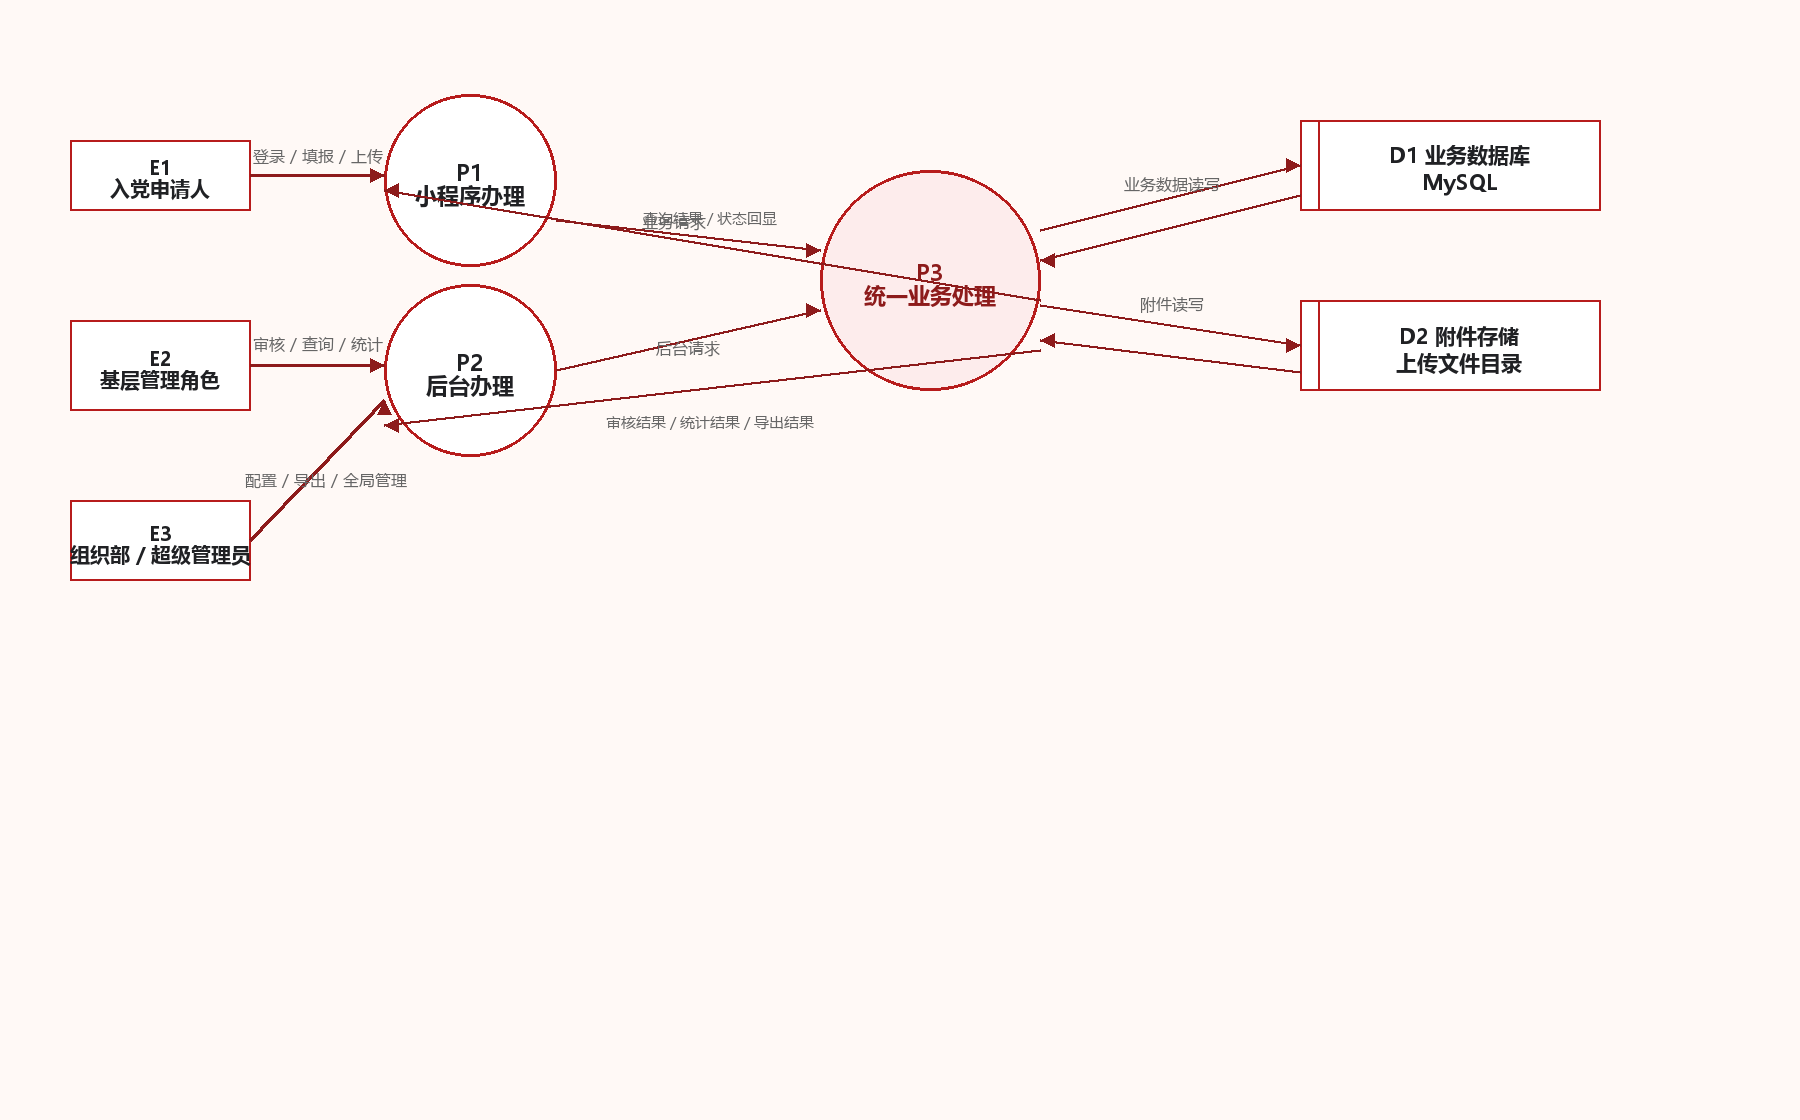 E1
入党申请人
登录 / 填报 / 上传
P1
小程序办理
查询结果 / 状态回显
业务请求
P3
统一业务处理
业务数据读写
D1 业务数据库
MySQL
附件读写
D2 附件存储
上传文件目录
E2
基层管理角色
审核 / 查询 / 统计
P2
后台办理
后台请求
审核结果 / 统计结果 / 导出结果
配置 / 导出 / 全局管理
E3
组织部 / 超级管理员